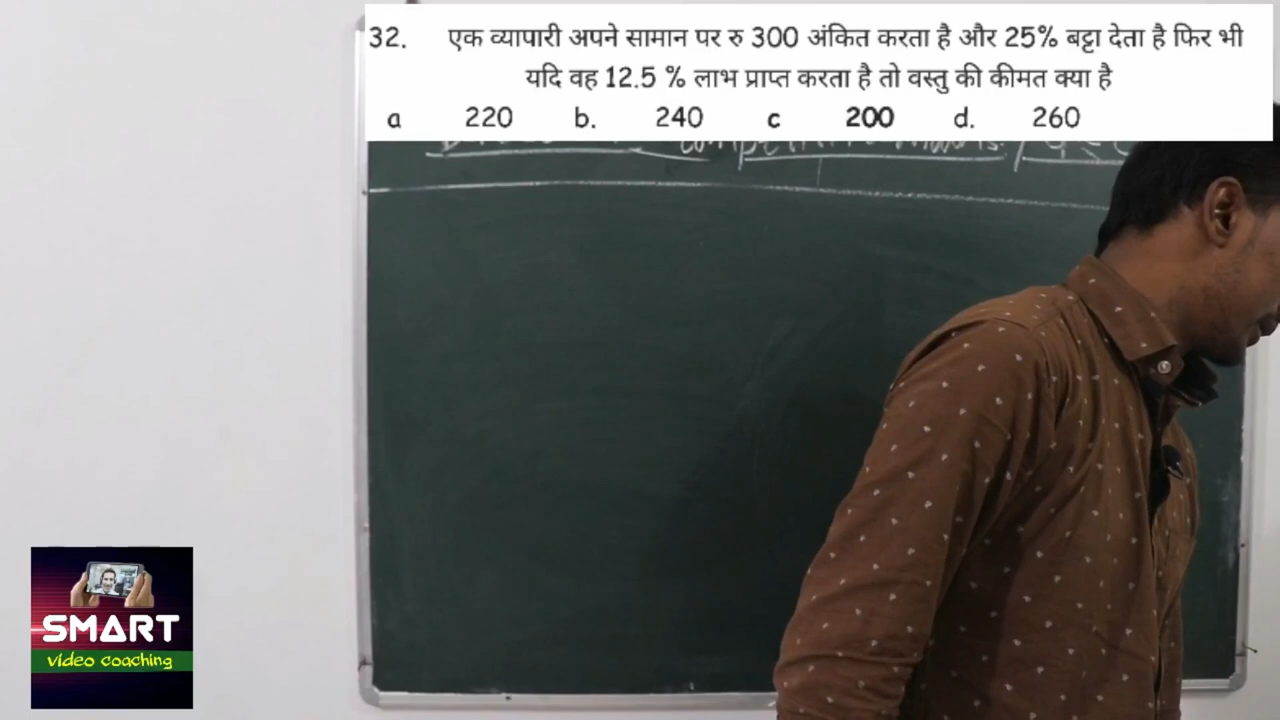 32. एक व्यापारी अपने सामान पर रु 300 अंकित करता है और 25% बट्टा देता है फिर भी
यदि वह 12.5 % लाभ प्राप्त करता है तो वस्तु की कीमत क्या है
a 220 b. 240 c 200 d. 260
SMART
video coaching